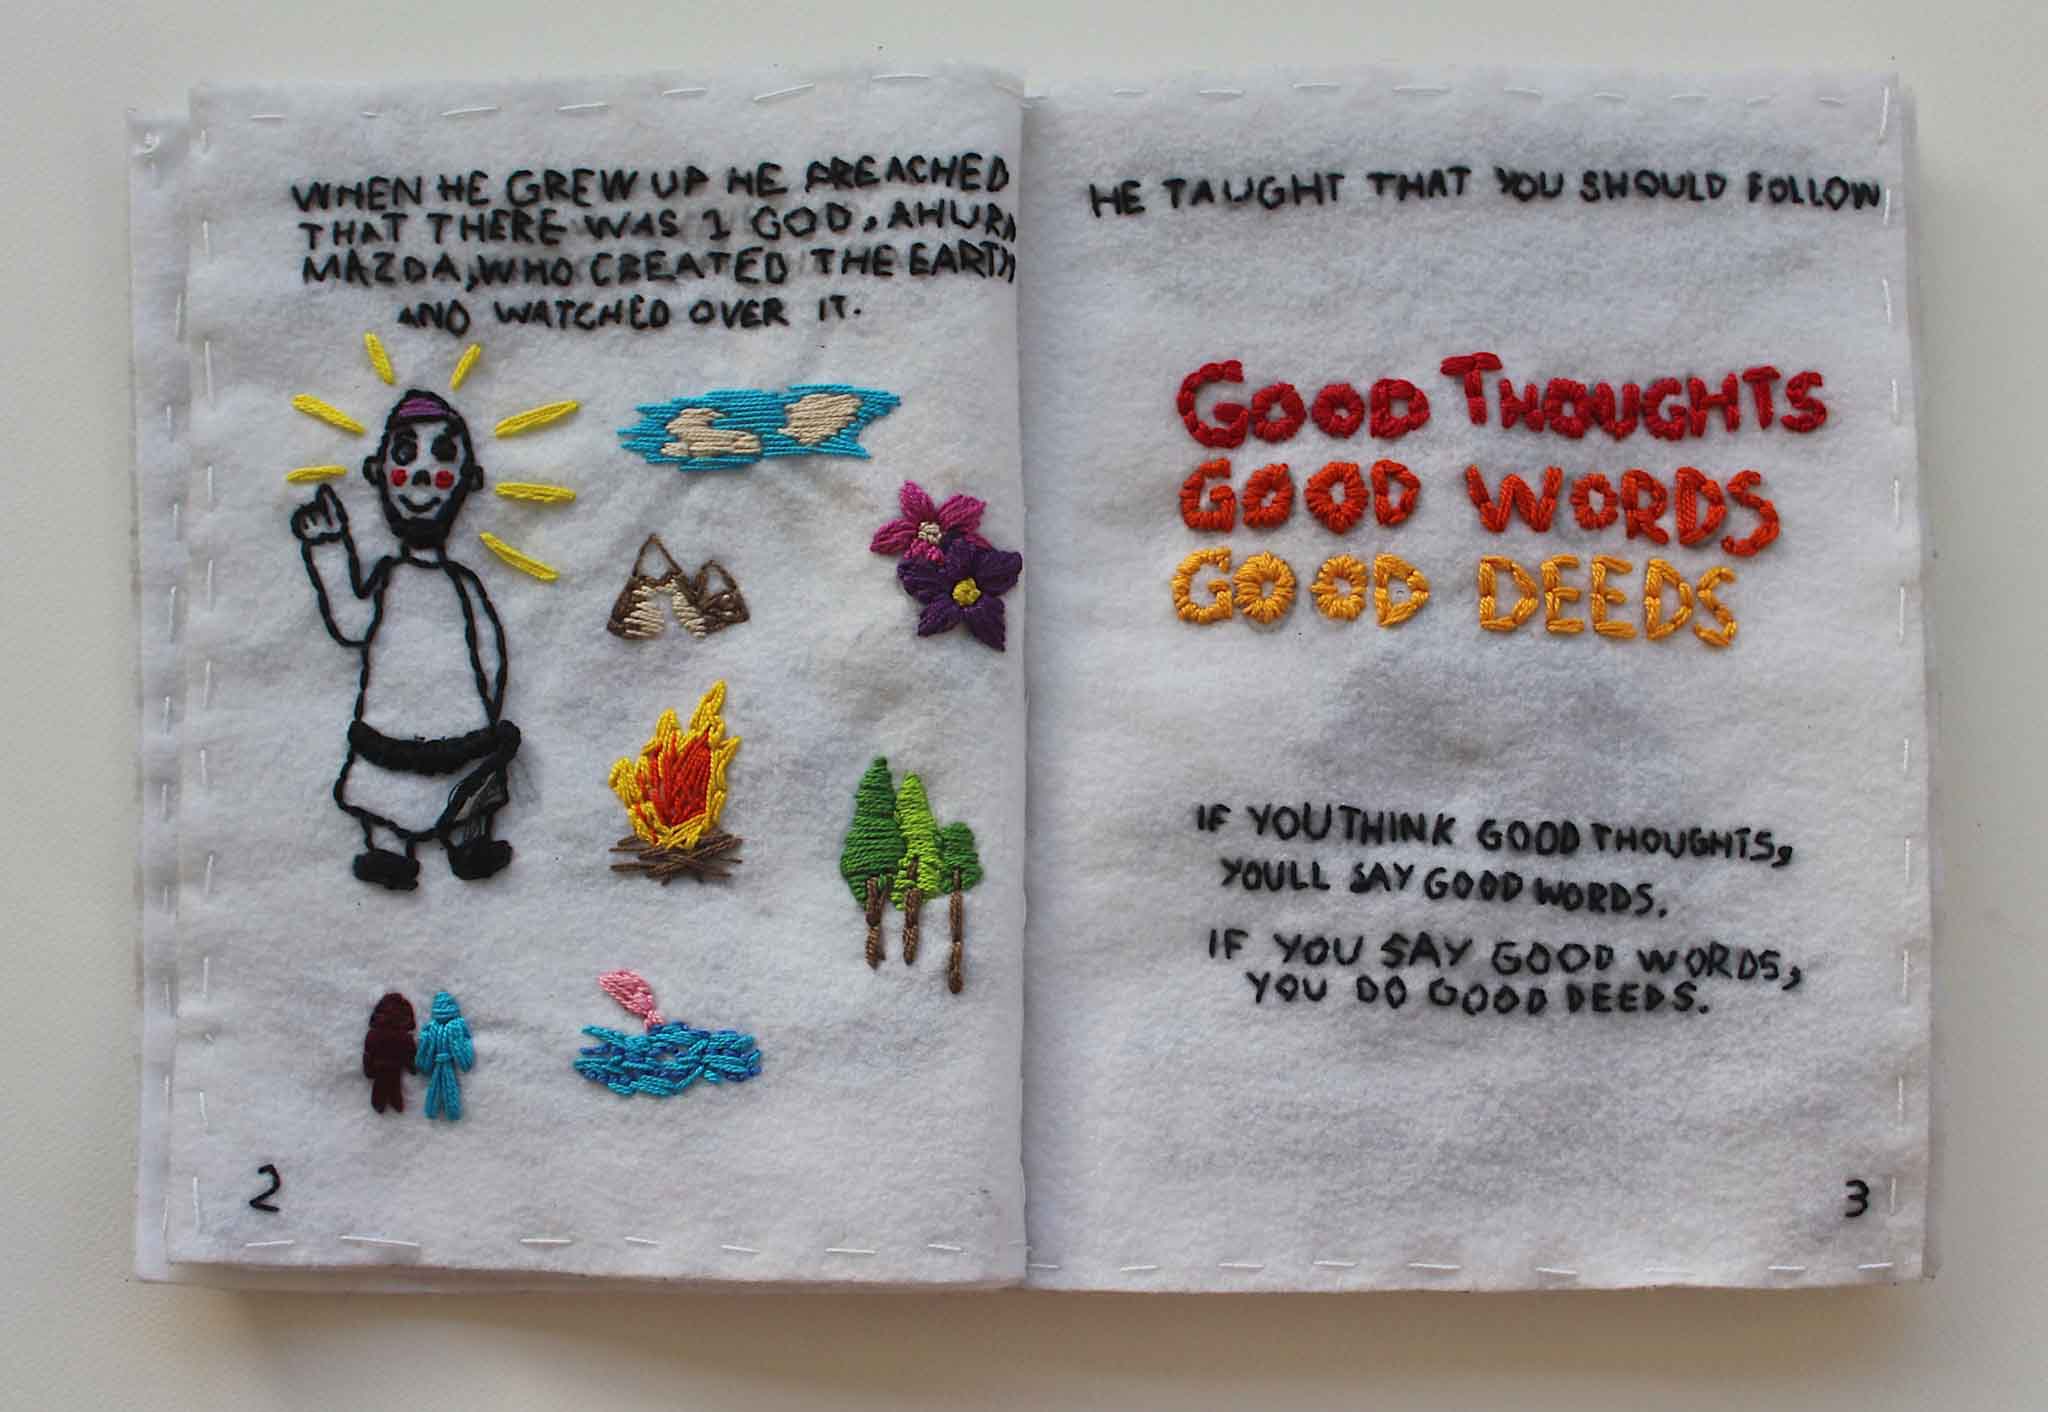 WHEN HE GREW UP HE PREACHED
THAT THERE WAS 1 GOD, AHURA
MAZDA, WHO CREATED THE EARTH
AND WATCHED OVER IT.
2
HE TAUGHT THAT YOU SHOULD FOLLOW
GOOD THOUGHTS
GOOD WORDS
GOOD DEEDS
IF YOU THINK GOOD THOUGHTS,
YOULL SAY GOOD WORDS.
IF YOU SAY GOOD WORDS,
YOU DO GOOD DEEDS.
3